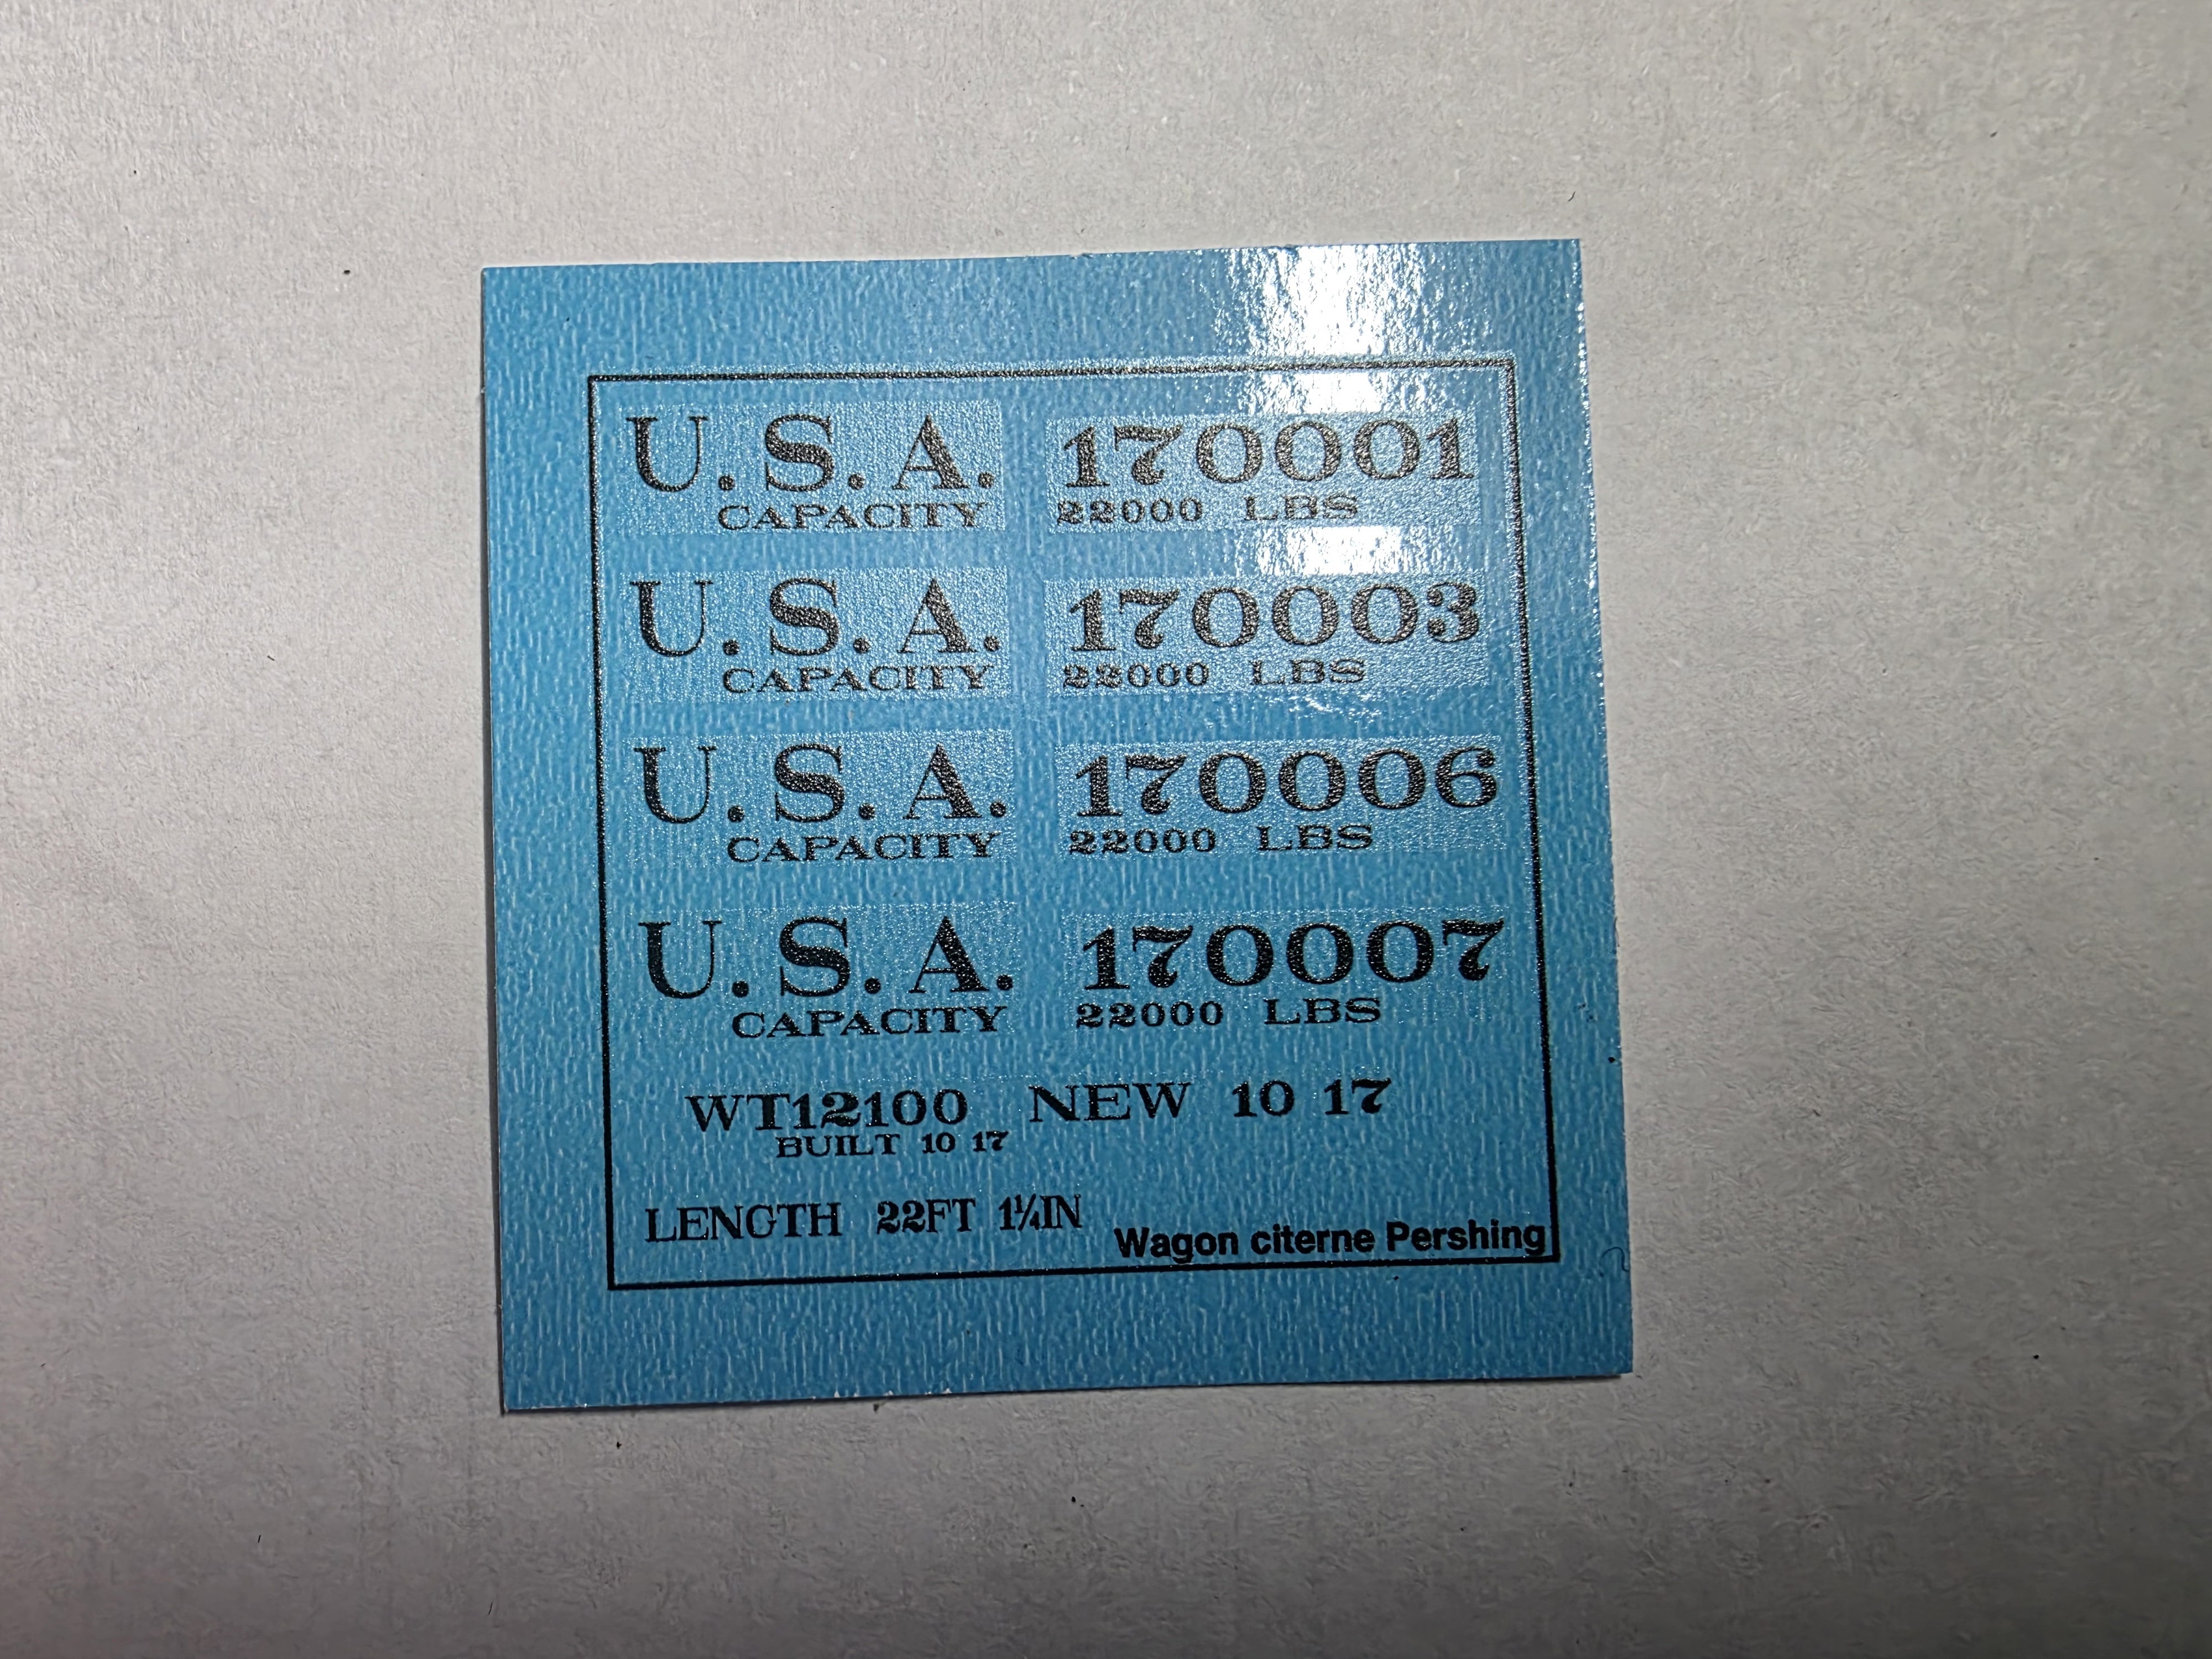 U.S.A. 170001
CAPACITY 22000 LBS
U.S.A. 170003
CAPACITY 22000 LBS
U.S.A. 170006
CAPACITY 22000 LBS
U.S.A. 170007
CAPACITY 22000 LBS
WT12100 NEW 10 17
BUILT 10 17
LENGTH 22FT 1¼IN
Wagon citerne Pershing